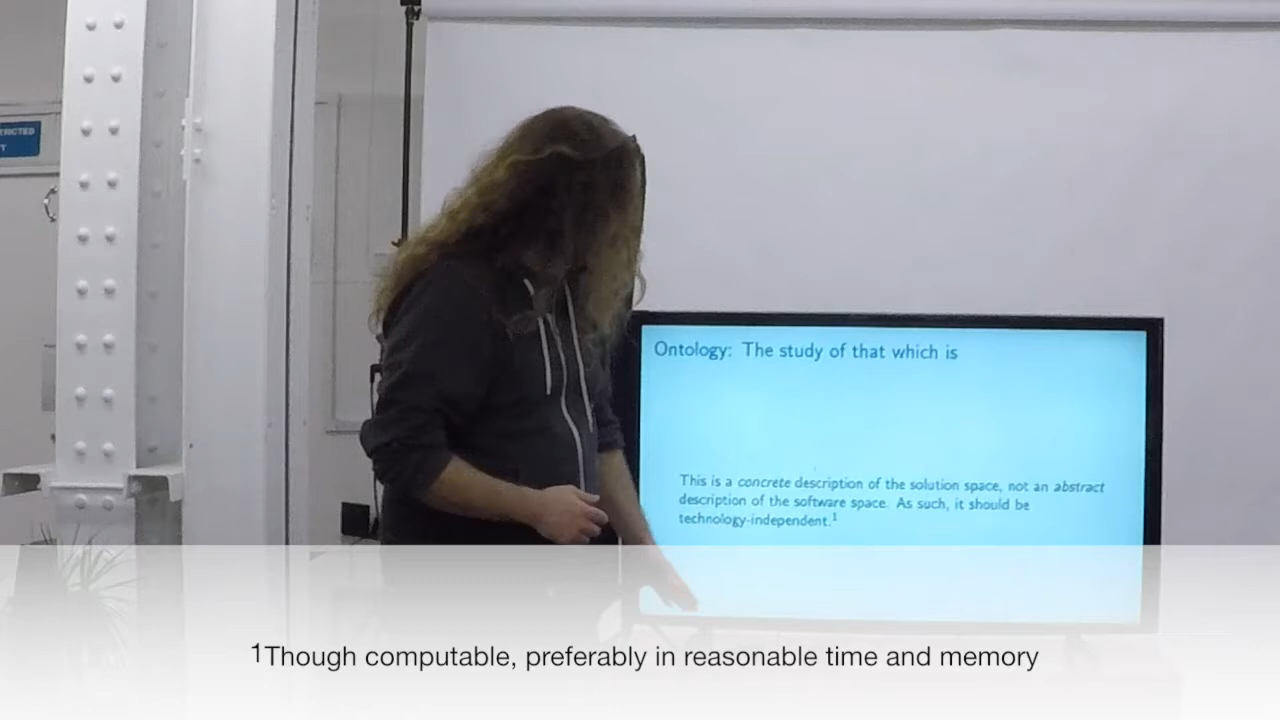 Ontology: The study of that which is
This is a concrete description of the solution space, not an abstract
description of the software space. As such, it should be
technology-independent.¹
¹Though computable, preferably in reasonable time and memory